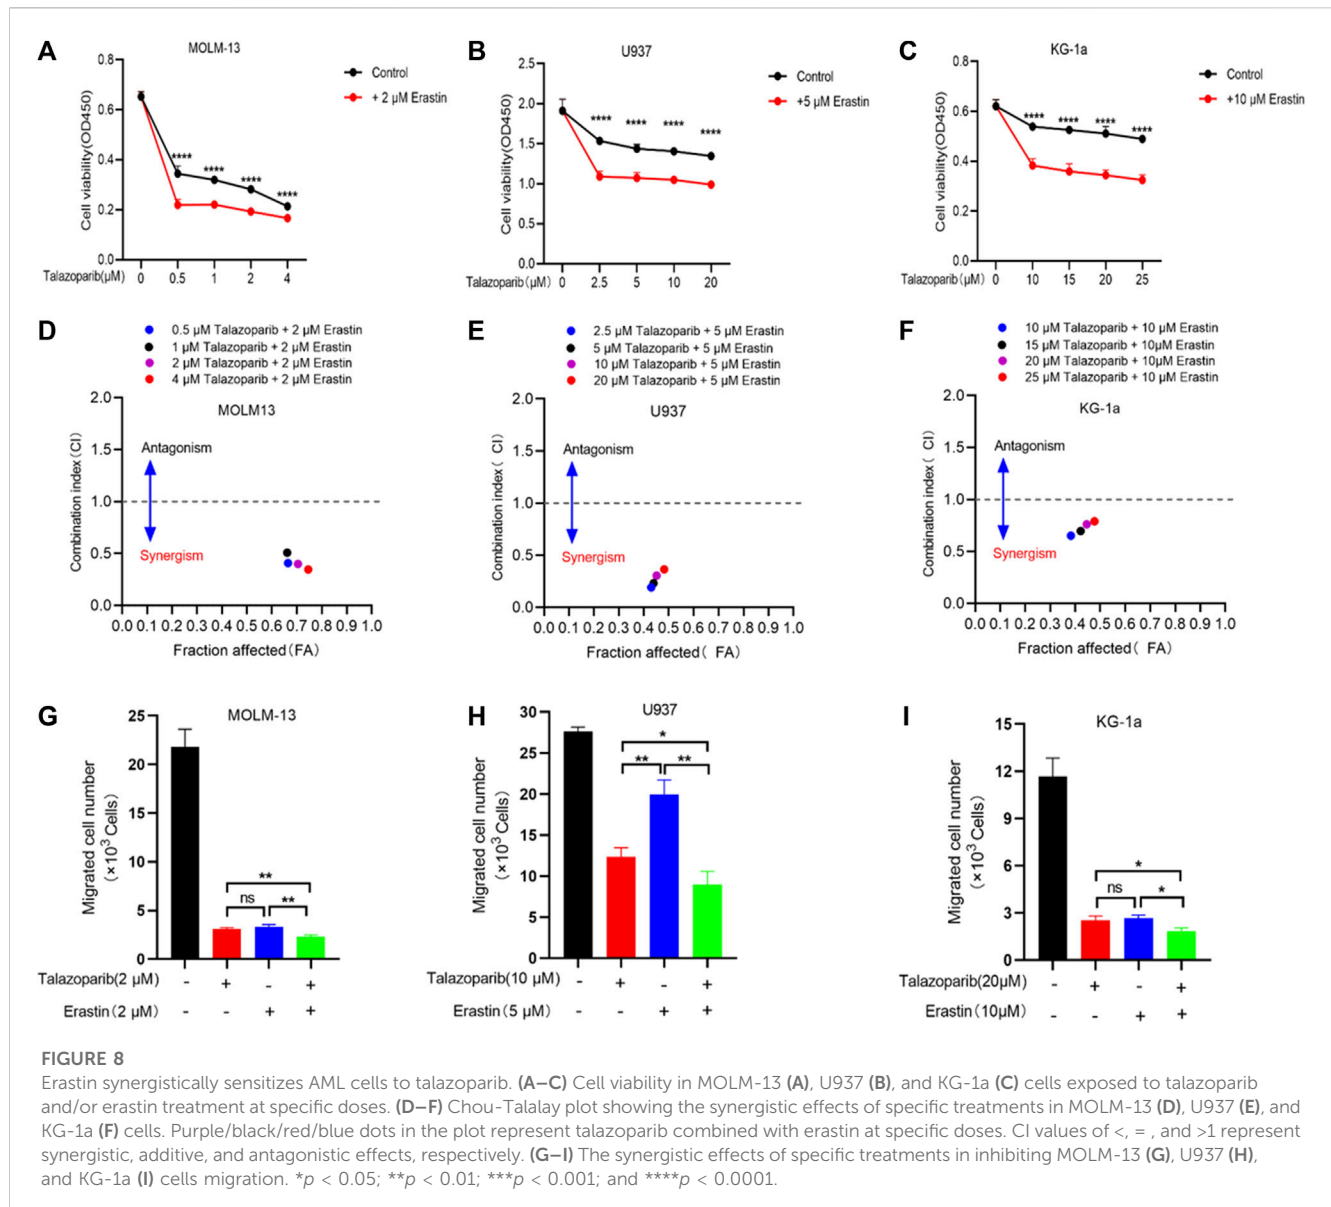 A
MOLM-13
0.8
0.6
0.4
0.2
0.0
Cell viability(OD450)
Control
+ 2 μM Erastin
****
****
****
****
Talazoparib(μM)
0 0.5 1 2 4
B
U937
2.5
2.0
1.5
1.0
0.5
0.0
Cell viability(OD450)
Control
+5 μM Erastin
**** **** **** ****
Talazoparib(μM)
0 2.5 5 10 20
C
KG-1a
0.8
0.6
0.4
0.2
0.0
Cell viability(OD450)
Control
+10 μM Erastin
**** **** **** ****
Talazoparib(μM)
0 10 15 20 25
D
0.5 μM Talazoparib + 2 μM Erastin
1 μM Talazoparib + 2 μM Erastin
2 μM Talazoparib + 2 μM Erastin
4 μM Talazoparib + 2 μM Erastin
MOLM13
2.0
1.5
1.0
0.5
0.0
Combination index(CI)
Antagonism
Synergism
0.0 0.1 0.2 0.3 0.4 0.5 0.6 0.7 0.8 0.9 1.0
Fraction affected(FA)
E
2.5 μM Talazoparib + 5 μM Erastin
5 μM Talazoparib + 5 μM Erastin
10 μM Talazoparib + 5 μM Erastin
20 μM Talazoparib + 5 μM Erastin
U937
2.0
1.5
1.0
0.5
0.0
Combination index( CI)
Antagonism
Synergism
0.0 0.1 0.2 0.3 0.4 0.5 0.6 0.7 0.8 0.9 1.0
Fraction affected( FA)
F
10 μM Talazoparib + 10 μM Erastin
15 μM Talazoparib + 10μM Erastin
20 μM Talazoparib + 10μM Erastin
25 μM Talazoparib + 10 μM Erastin
KG-1a
2.0
1.5
1.0
0.5
0.0
Combination index( CI)
Antagonism
Synergism
0.0 0.1 0.2 0.3 0.4 0.5 0.6 0.7 0.8 0.9 1.0
Fraction affected( FA)
G
MOLM-13
25
20
15
10
5
0
Migrated cell number
(×10³ Cells)
**
ns **
Talazoparib(2 μM) - + - +
Erastin(2 μM) - - + +
H
U937
30
25
20
15
10
5
0
Migrated cell number
(×10³ Cells)
*
** **
Talazoparib(10 μM) - + - +
Erastin(5 μM) - - + +
I
KG-1a
15
12
9
6
3
0
Migrated cell number
(×10³ Cells)
*
ns *
Talazoparib(20μM) - + - +
Erastin(10μM) - - + +
FIGURE 8
Erastin synergistically sensitizes AML cells to talazoparib. (A–C) Cell viability in MOLM-13 (A), U937 (B), and KG-1a (C) cells exposed to talazoparib
and/or erastin treatment at specific doses. (D–F) Chou-Talalay plot showing the synergistic effects of specific treatments in MOLM-13 (D), U937 (E), and
KG-1a (F) cells. Purple/black/red/blue dots in the plot represent talazoparib combined with erastin at specific doses. CI values of <, = , and >1 represent
synergistic, additive, and antagonistic effects, respectively. (G–I) The synergistic effects of specific treatments in inhibiting MOLM-13 (G), U937 (H),
and KG-1a (I) cells migration. *p < 0.05; **p < 0.01; ***p < 0.001; and ****p < 0.0001.